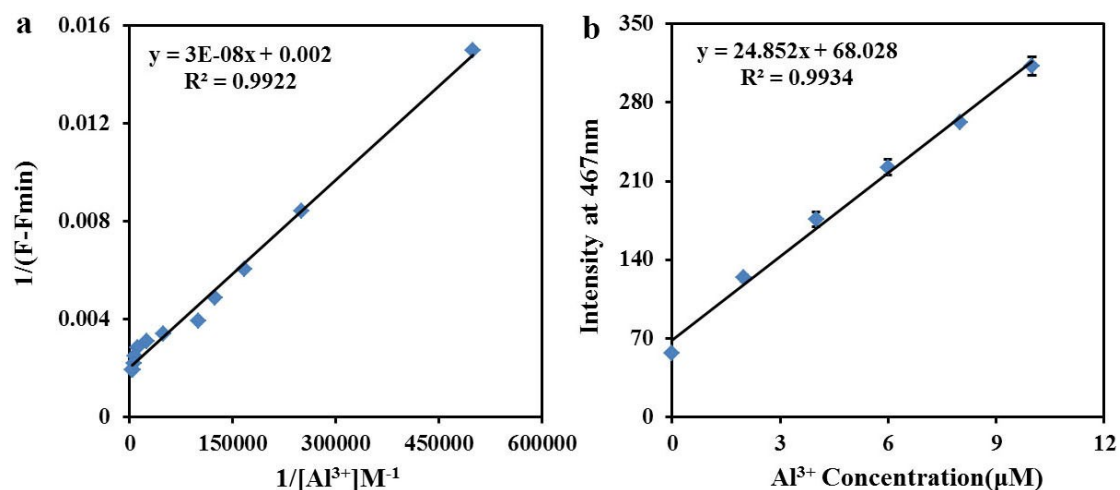 a
y = 3E-08x + 0.002
R² = 0.9922
0.016
0.012
0.008
0.004
0
1/(F-Fmin)
0 150000 300000 450000 600000
1/[Al³⁺]M⁻¹
b
y = 24.852x + 68.028
R² = 0.9934
350
280
210
140
70
0
Intensity at 467nm
0 3 6 9 12
Al³⁺ Concentration(µM)